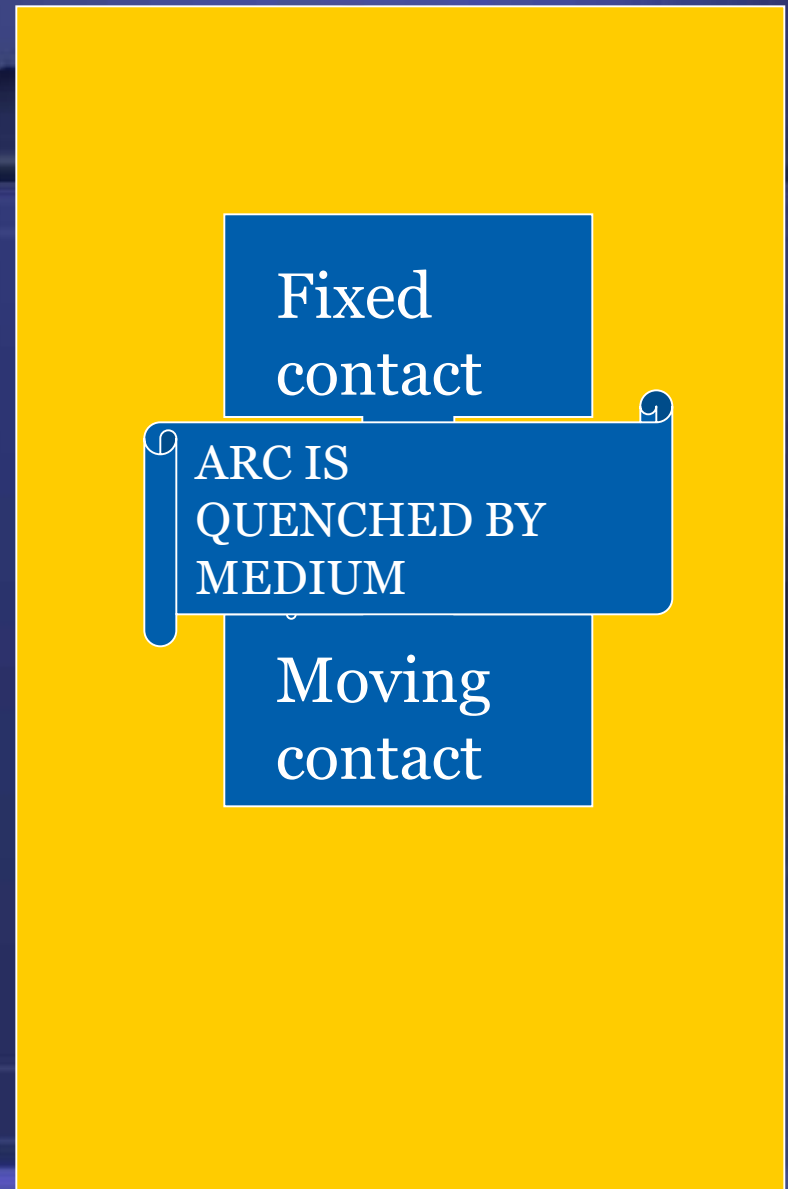 Fixed
contact
ARC IS
QUENCHED BY
MEDIUM
Moving
contact